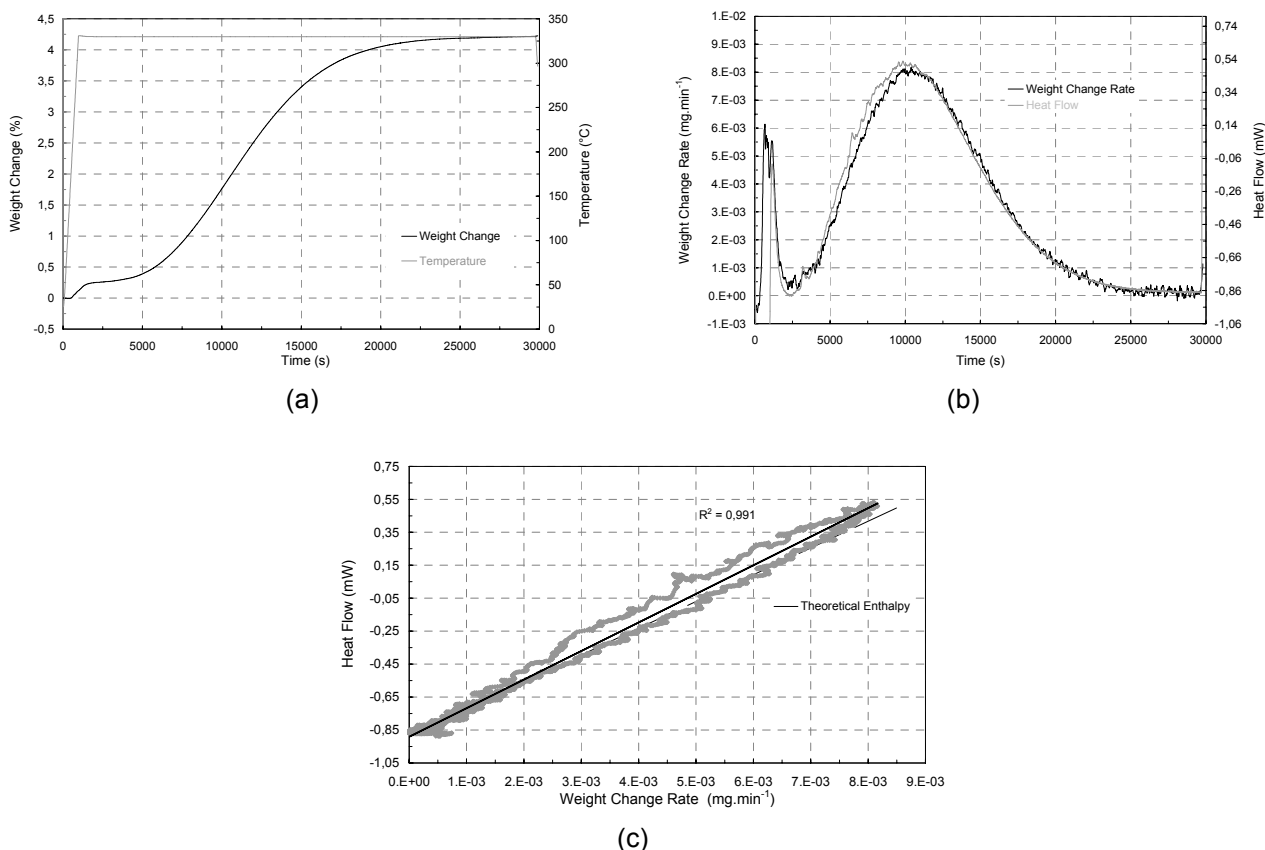 4,5
4
3,5
3
2,5
2
1,5
1
0,5
0
-0,5
Weight Change (%)
0
5000
10000
15000
20000
25000
30000
Time (s)
350
300
250
200
150
100
50
0
Temperature (°C)
Weight Change
Temperature
(a)
1.E-02
9.E-03
8.E-03
7.E-03
6.E-03
5.E-03
4.E-03
3.E-03
2.E-03
1.E-03
0.E+00
-1.E-03
Weight Change Rate (mg.min⁻¹)
0
5000
10000
15000
20000
25000
30000
Time (s)
0,74
0,54
0,34
0,14
-0,06
-0,26
-0,46
-0,66
-0,86
-1,06
Heat Flow (mW)
Weight Change Rate
Heat Flow
(b)
0,75
0,55
0,35
0,15
-0,05
-0,25
-0,45
-0,65
-0,85
-1,05
Heat Flow (mW)
R² = 0,991
Theoretical Enthalpy
0.E+00
1.E-03
2.E-03
3.E-03
4.E-03
5.E-03
6.E-03
7.E-03
8.E-03
9.E-03
Weight Change Rate (mg.min⁻¹)
(c)